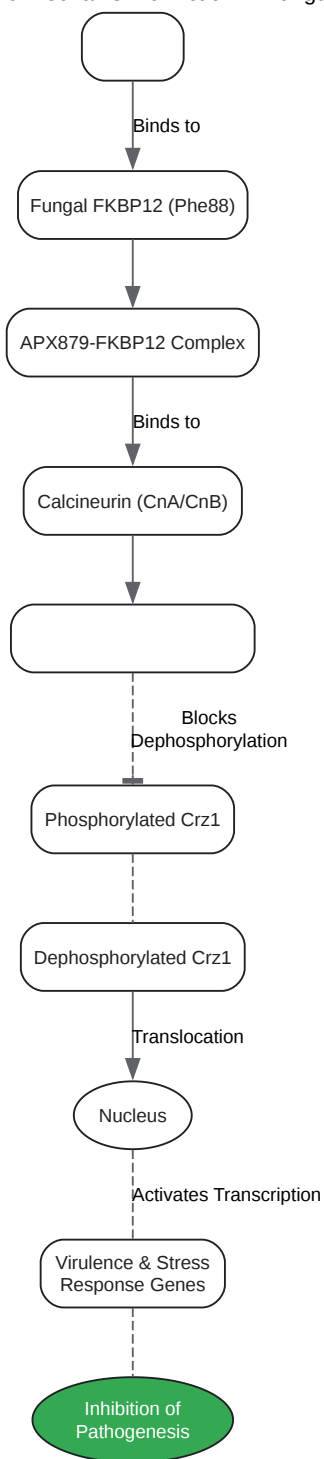 Binds to
Fungal FKBP12 (Phe88)
APX879-FKBP12 Complex
Binds to
Calcineurin (CnA/CnB)
Blocks
Dephosphorylation
Phosphorylated Crz1
Dephosphorylated Crz1
Translocation
Nucleus
Activates Transcription
Virulence & Stress
Response Genes
Inhibition of
Pathogenesis